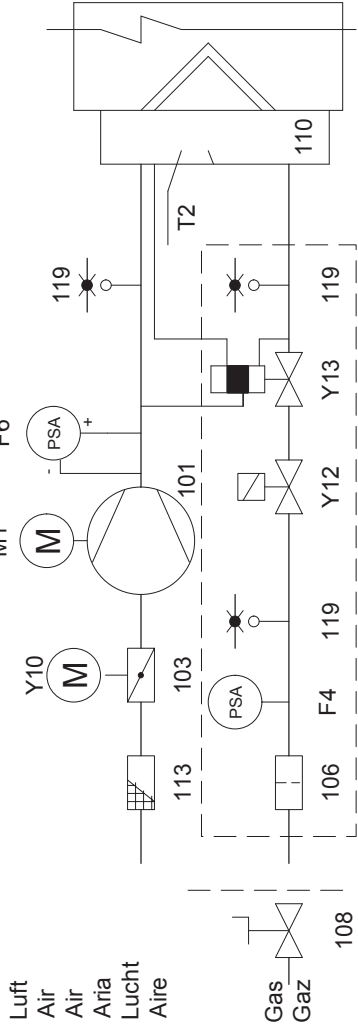 Luft
Air
Air
Aria
Lucht
Aire
113
Y10
M
103
M1
M
101
F6
PSA
- +
119
T2
110
Gas
Gaz
108
106
PSA
F4
119
Y12
Y13
119